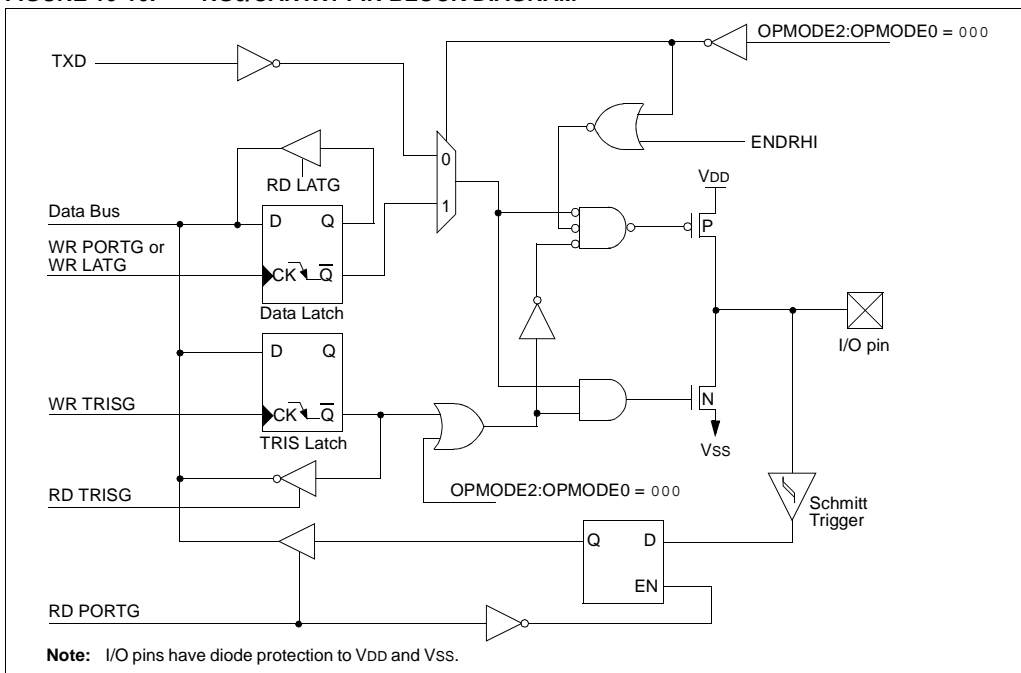 OPMODE2:OPMODE0 = 000
TXD
0
ENDRHI
RD LATG
VDD
Data Bus
D Q
1
P
WR PORTG or
WR LATG
CK Q
Data Latch
I/O pin
D Q
WR TRISG
CK Q
N
TRIS Latch
VSS
OPMODE2:OPMODE0 = 000
RD TRISG
Schmitt
Trigger
Q D
EN
RD PORTG
Note: I/O pins have diode protection to VDD and VSS.